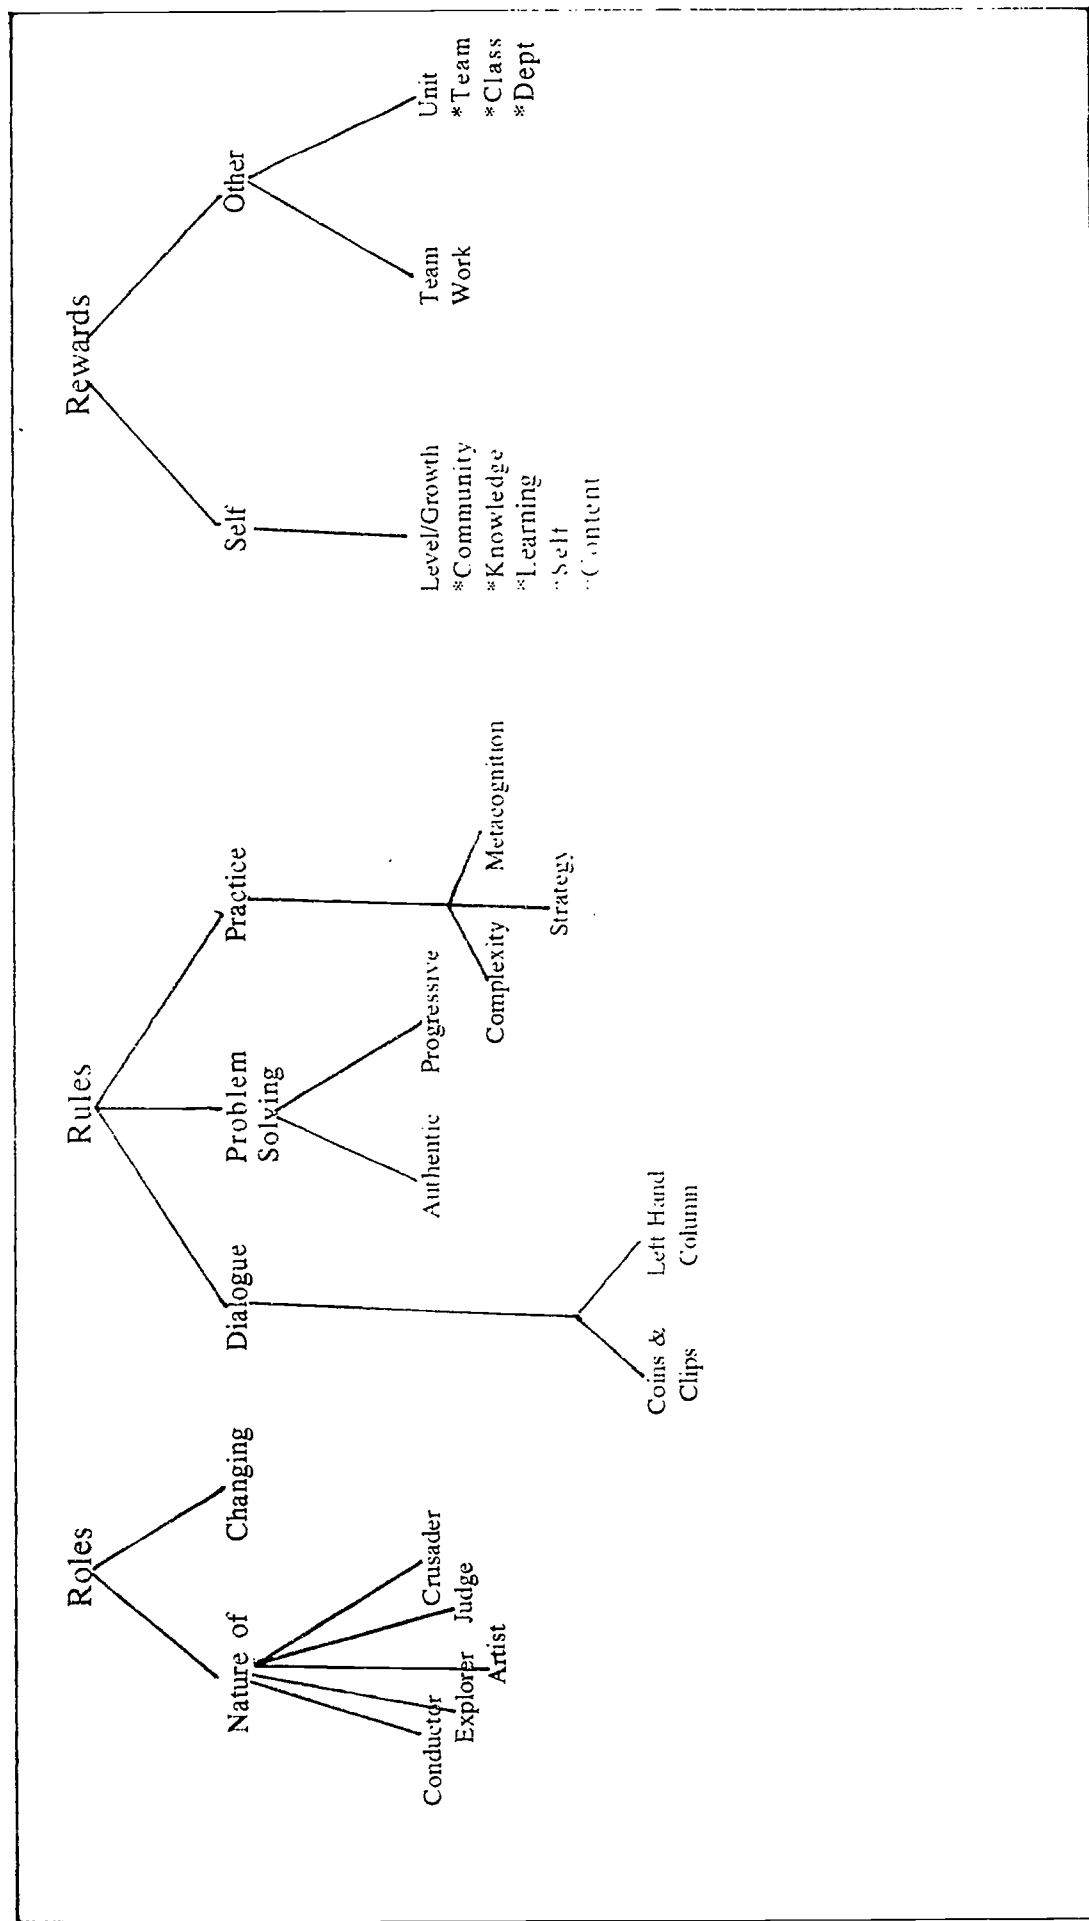 Roles
Nature of
Changing
Conductor
Explorer
Artist
Judge
Crusader
Rules
Dialogue
Problem
Solving
Practice
Coins &
Clips
Left Hand
Column
Authentic
Progressive
Complexity
Strategy
Metacognition
Rewards
Self
Other
Level/Growth
*Community
*Knowledge
*Learning
*Self
*Content
Team
Work
Unit
*Team
*Class
*Dept